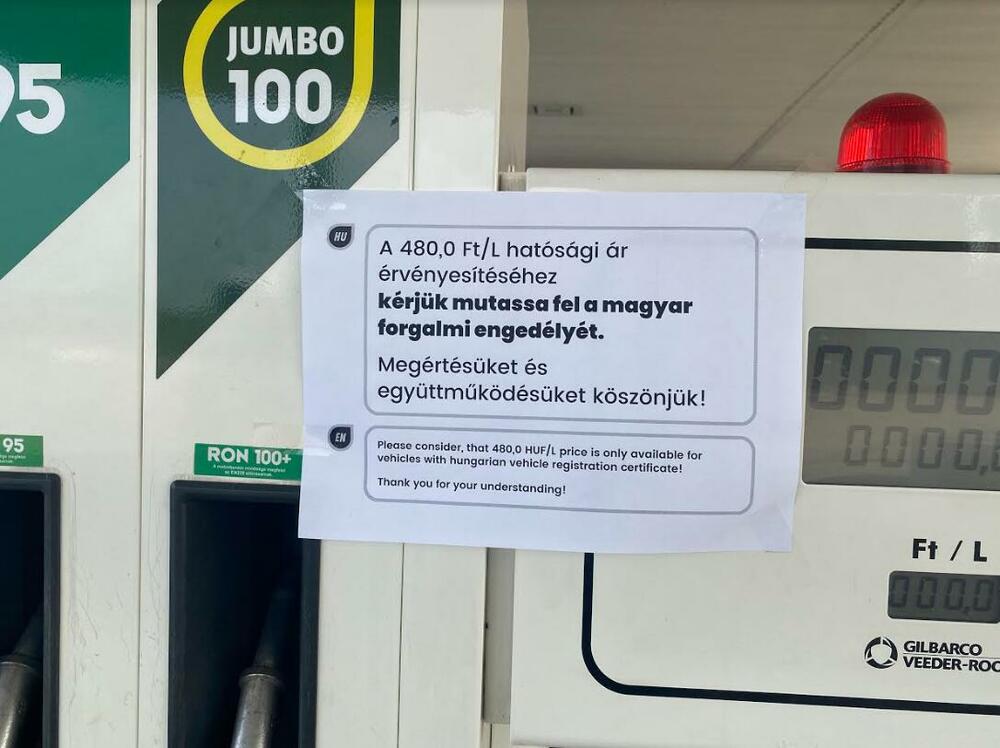 95
JUMBO
100
HU
A 480,0 Ft/L hatósági ár
érvényesítéséhez
kérjük mutassa fel a magyar
forgalmi engedélyét.
Megértésüket és
együttműködésüket köszönjük!
EN
Please consider, that 480,0 HUF/L price is only available for
vehicles with hungarian vehicle registration certificate!
Thank you for your understanding!
95
RON 100+
Ft / L
GILBARCO
VEEDER-ROO